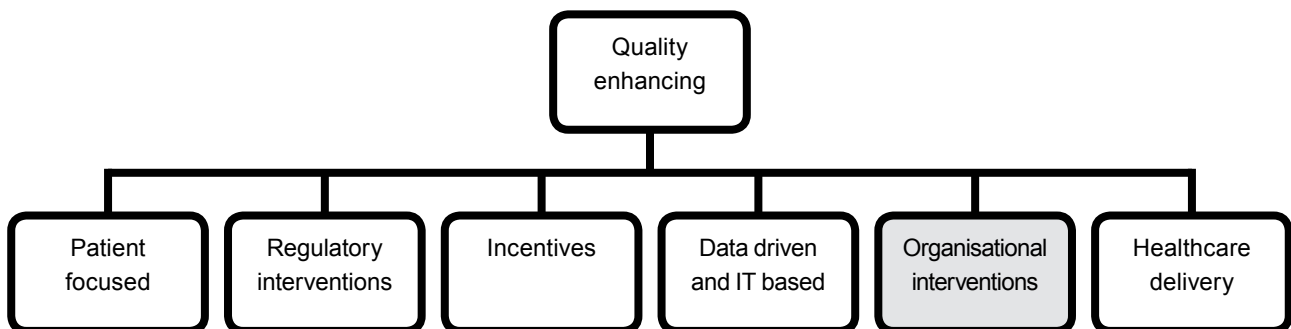 Quality
enhancing
Patient
focused
Regulatory
interventions
Incentives
Data driven
and IT based
Organisational
interventions
Healthcare
delivery